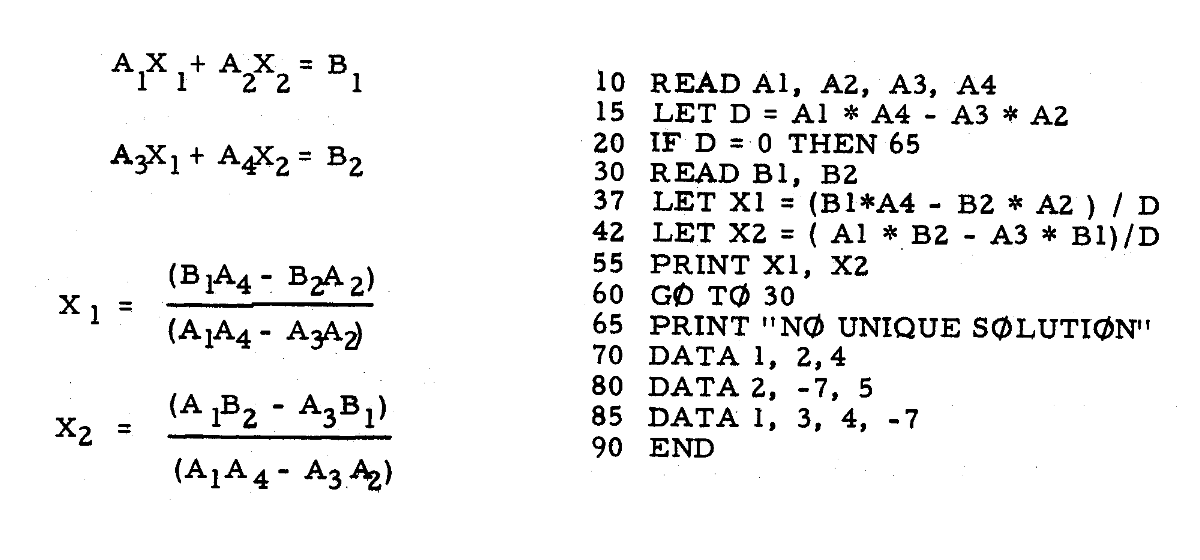 A₁X₁ + A₂X₂ = B₁
A₃X₁ + A₄X₂ = B₂
X₁ = (B₁A₄ - B₂A₂) / (A₁A₄ - A₃A₂)
X₂ = (A₁B₂ - A₃B₁) / (A₁A₄ - A₃A₂)
10 READ A1, A2, A3, A4
15 LET D = A1 * A4 - A3 * A2
20 IF D = 0 THEN 65
30 READ B1, B2
37 LET X1 = (B1*A4 - B2 * A2 ) / D
42 LET X2 = ( A1 * B2 - A3 * B1)/D
55 PRINT X1, X2
60 GØ TØ 30
65 PRINT "NØ UNIQUE SØLUTIØN"
70 DATA 1, 2,4
80 DATA 2, -7, 5
85 DATA 1, 3, 4, -7
90 END